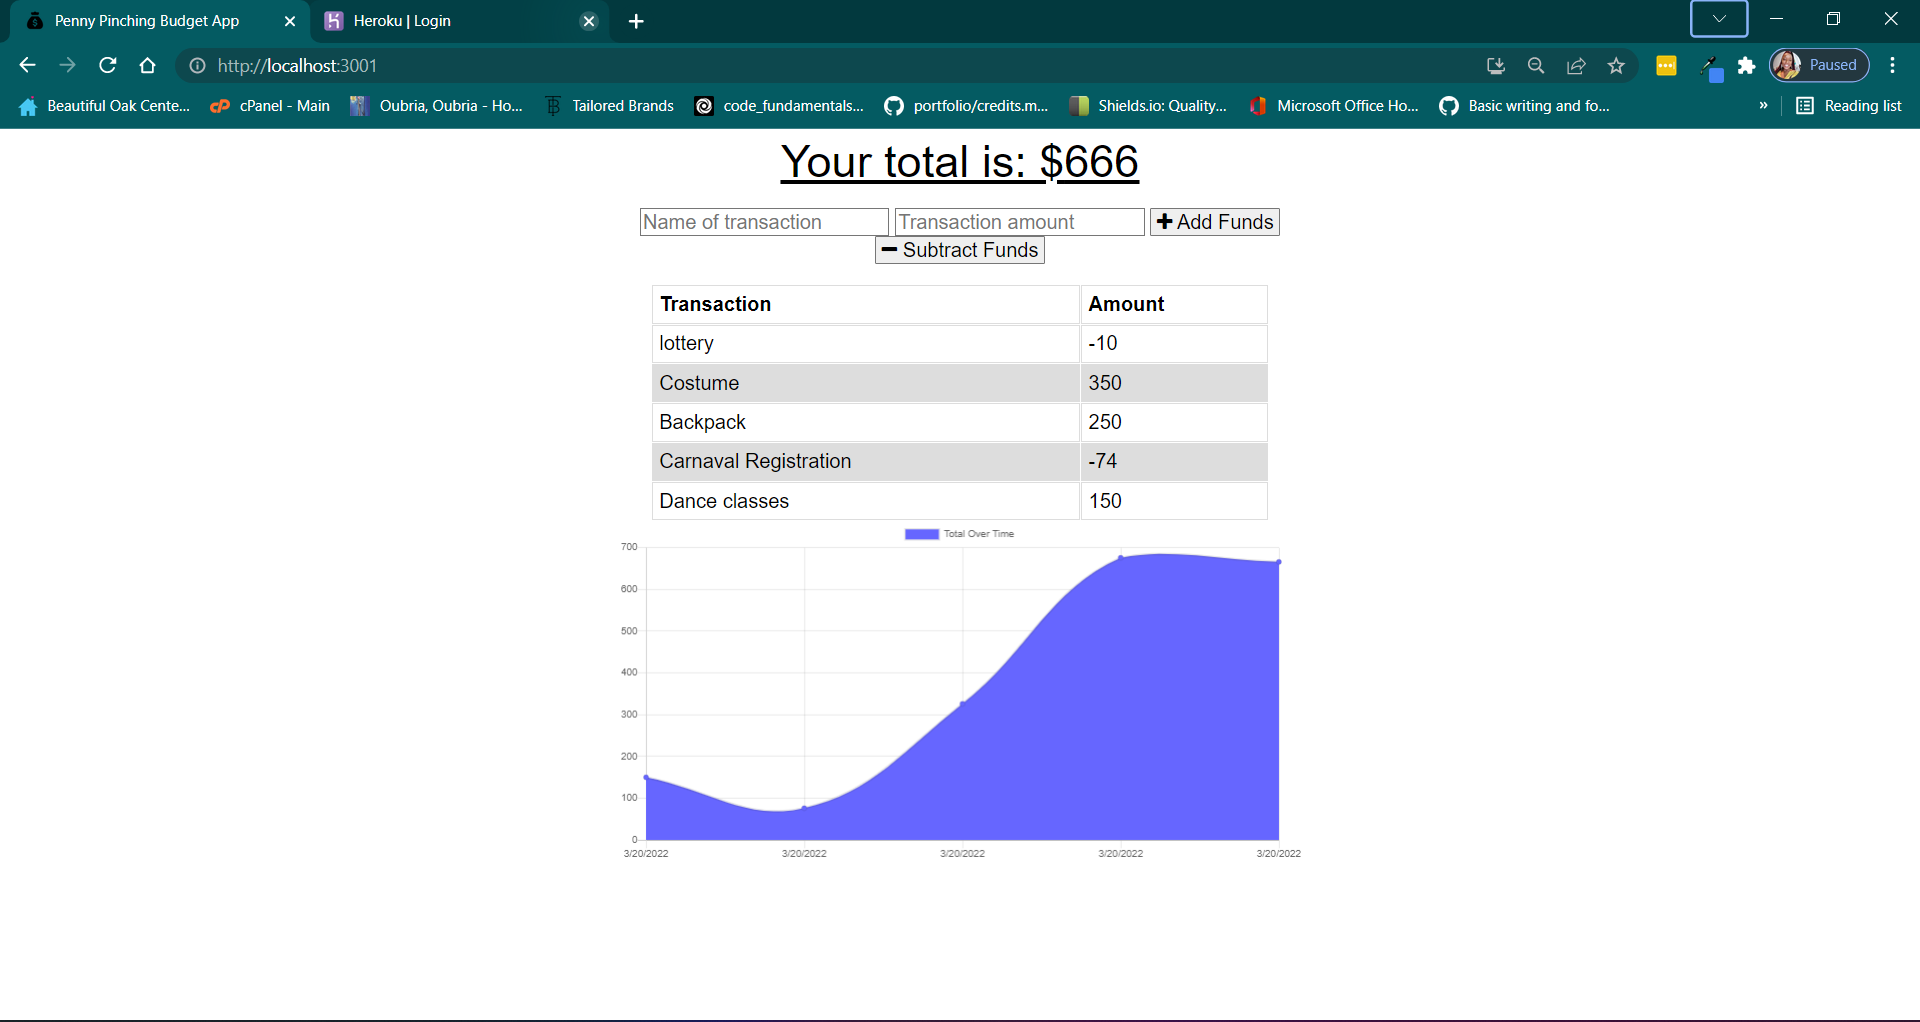 Penny Pinching Budget App
Heroku | Login
http://localhost:3001
Paused
Beautiful Oak Cente...
cPanel - Main
Oubria, Oubria - Ho...
Tailored Brands
code_fundamentals...
portfolio/credits.m...
Shields.io: Quality...
Microsoft Office Ho...
Basic writing and fo...
»
Reading list
Your total is: $666
Name of transaction
Transaction amount
Add Funds
Subtract Funds
Transaction Amount
lottery -10
Costume 350
Backpack 250
Carnaval Registration -74
Dance classes 150
Total Over Time
700
600
500
400
300
200
100
0
3/20/2022 3/20/2022 3/20/2022 3/20/2022 3/20/2022